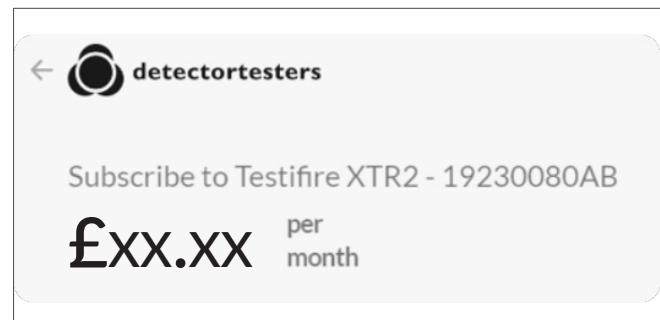 detectortesters
Subscribe to Testifire XTR2 - 19230080AB
£xx.xx per
month